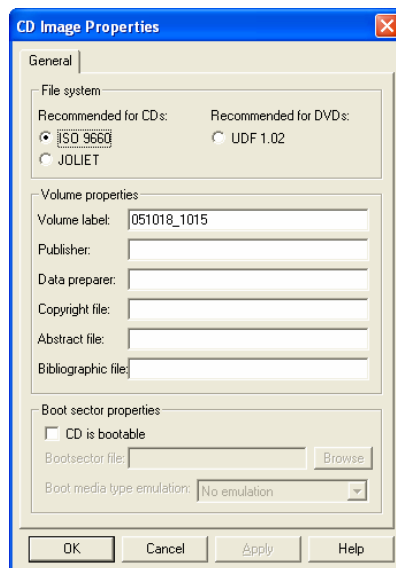 CD Image Properties
General
File system
Recommended for CDs: Recommended for DVDs:
ISO 9660 UDF 1.02
JOLIET
Volume properties
Volume label: 051018_1015
Publisher:
Data preparer:
Copyright file:
Abstract file:
Bibliographic file:
Boot sector properties
CD is bootable
Bootsector file: Browse
Boot media type emulation: No emulation
OK Cancel Apply Help